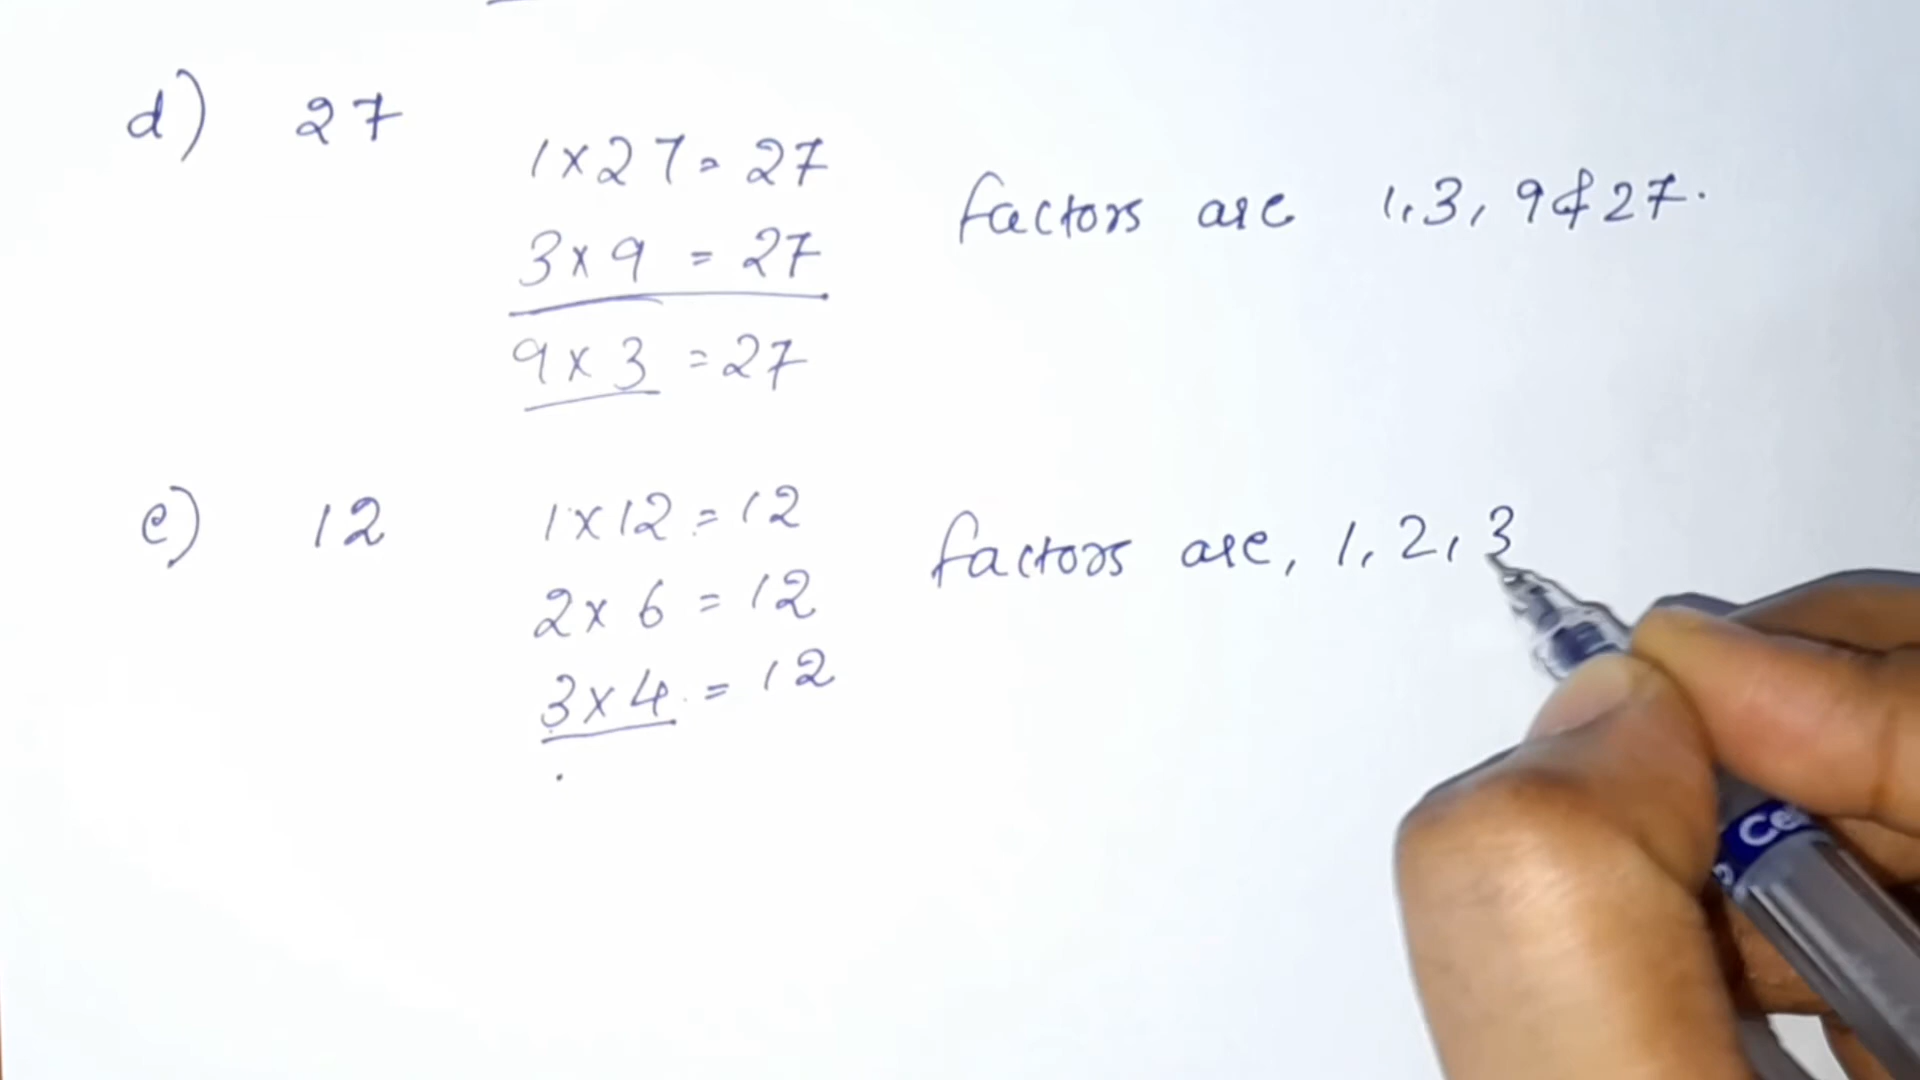 d) 27
1 x 27 = 27
3 x 9 = 27
9 x 3 = 27
factors are 1, 3, 9 & 27.
e) 12
1 x 12 = 12
2 x 6 = 12
3 x 4 = 12
factors are, 1, 2, 3
Ce